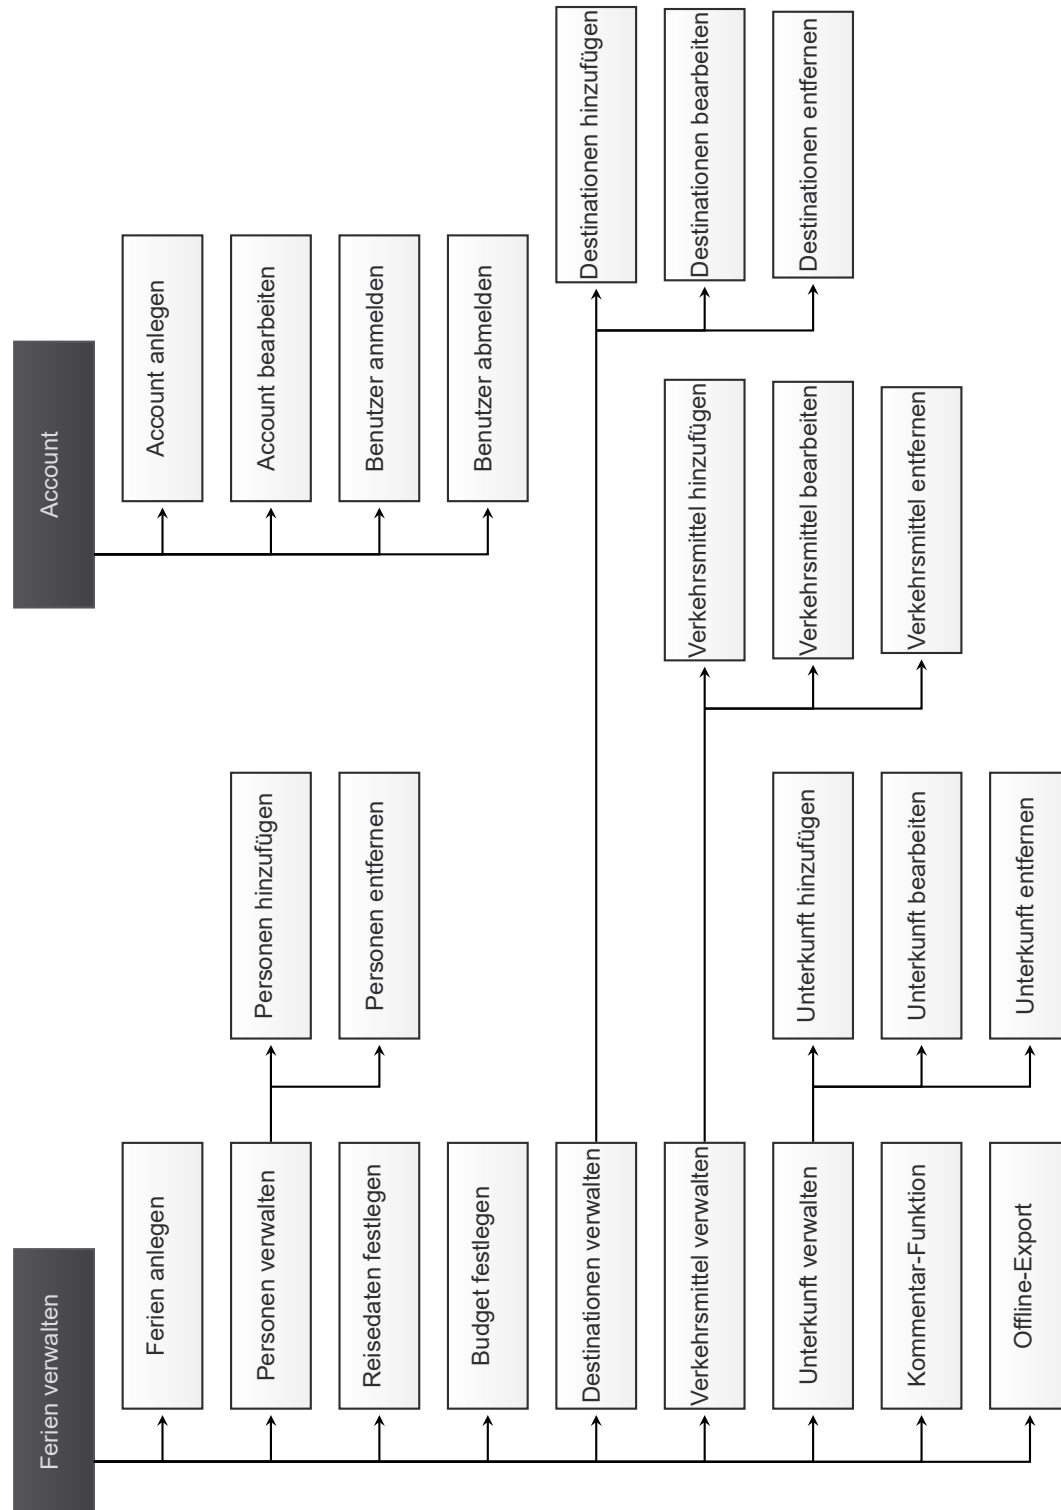 Ferien verwalten
Ferien anlegen
Personen verwalten
Personen hinzufügen
Personen entfernen
Reisedaten festlegen
Budget festlegen
Destinationen verwalten
Destinationen hinzufügen
Destinationen bearbeiten
Destinationen entfernen
Verkehrsmittel verwalten
Verkehrsmittel hinzufügen
Verkehrsmittel bearbeiten
Verkehrsmittel entfernen
Unterkunft verwalten
Unterkunft hinzufügen
Unterkunft bearbeiten
Unterkunft entfernen
Kommentar-Funktion
Offline-Export
Account
Account anlegen
Account bearbeiten
Benutzer anmelden
Benutzer abmelden